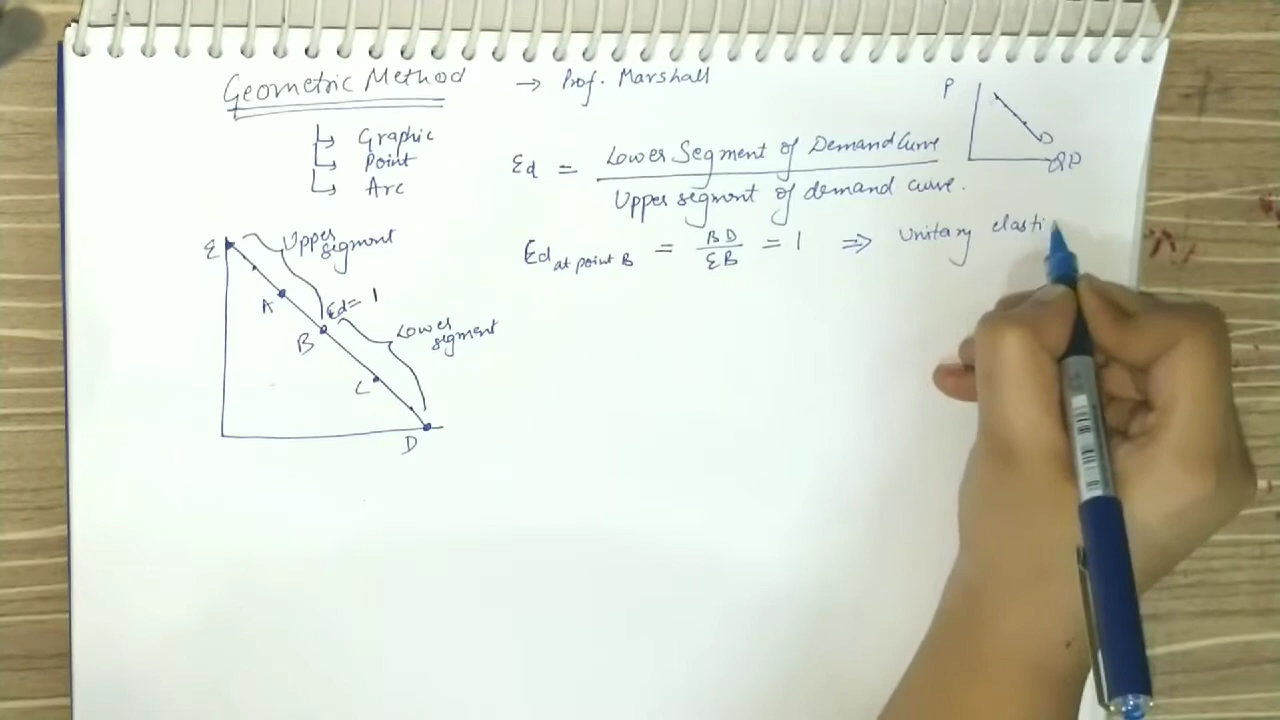 Geometric Method → Prof. Marshall
↳ Graphic
↳ Point
↳ Arc
Ed = Lower Segment of Demand Curve
Upper segment of demand curve.
P
D
Ed at point B = BD / EB = 1 ⇒ Unitary elasti
E
Upper segment
A
Ed = 1
B
Lower segment
C
D